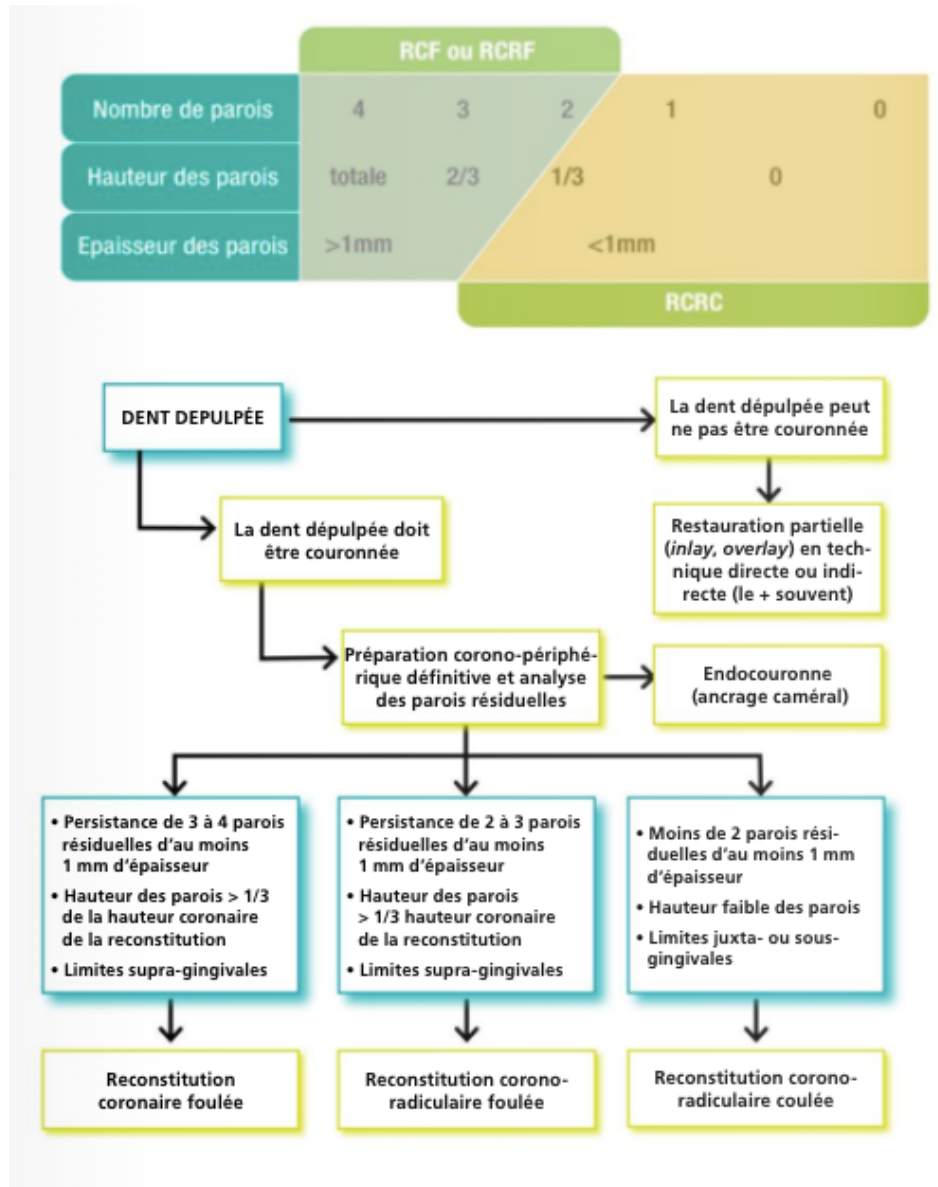 RCF ou RCRF
Nombre de parois 4 3 2 1 0
Hauteur des parois totale 2/3 1/3 0
Epaisseur des parois >1mm <1mm
RCRC
DENT DEPULPÉE
La dent dépulpée peut
ne pas être couronnée
La dent dépulpée doit
être couronnée
Restauration partielle
(inlay, overlay) en tech-
nique directe ou indi-
recte (le + souvent)
Préparation corono-périphé-
rique définitive et analyse
des parois résiduelles
Endocouronne
(ancrage caméral)
• Persistance de 3 à 4 parois
résiduelles d'au moins
1 mm d'épaisseur
• Hauteur des parois > 1/3
de la hauteur coronaire
de la reconstitution
• Limites supra-gingivales
• Persistance de 2 à 3 parois
résiduelles d'au moins
1 mm d'épaisseur
• Hauteur des parois
> 1/3 hauteur coronaire
de la reconstitution
• Limites supra-gingivales
• Moins de 2 parois rési-
duelles d'au moins 1 mm
d'épaisseur
• Hauteur faible des parois
• Limites juxta- ou sous-
gingivales
Reconstitution
coronaire foulée
Reconstitution corono-
radiculaire foulée
Reconstitution corono-
radiculaire coulée